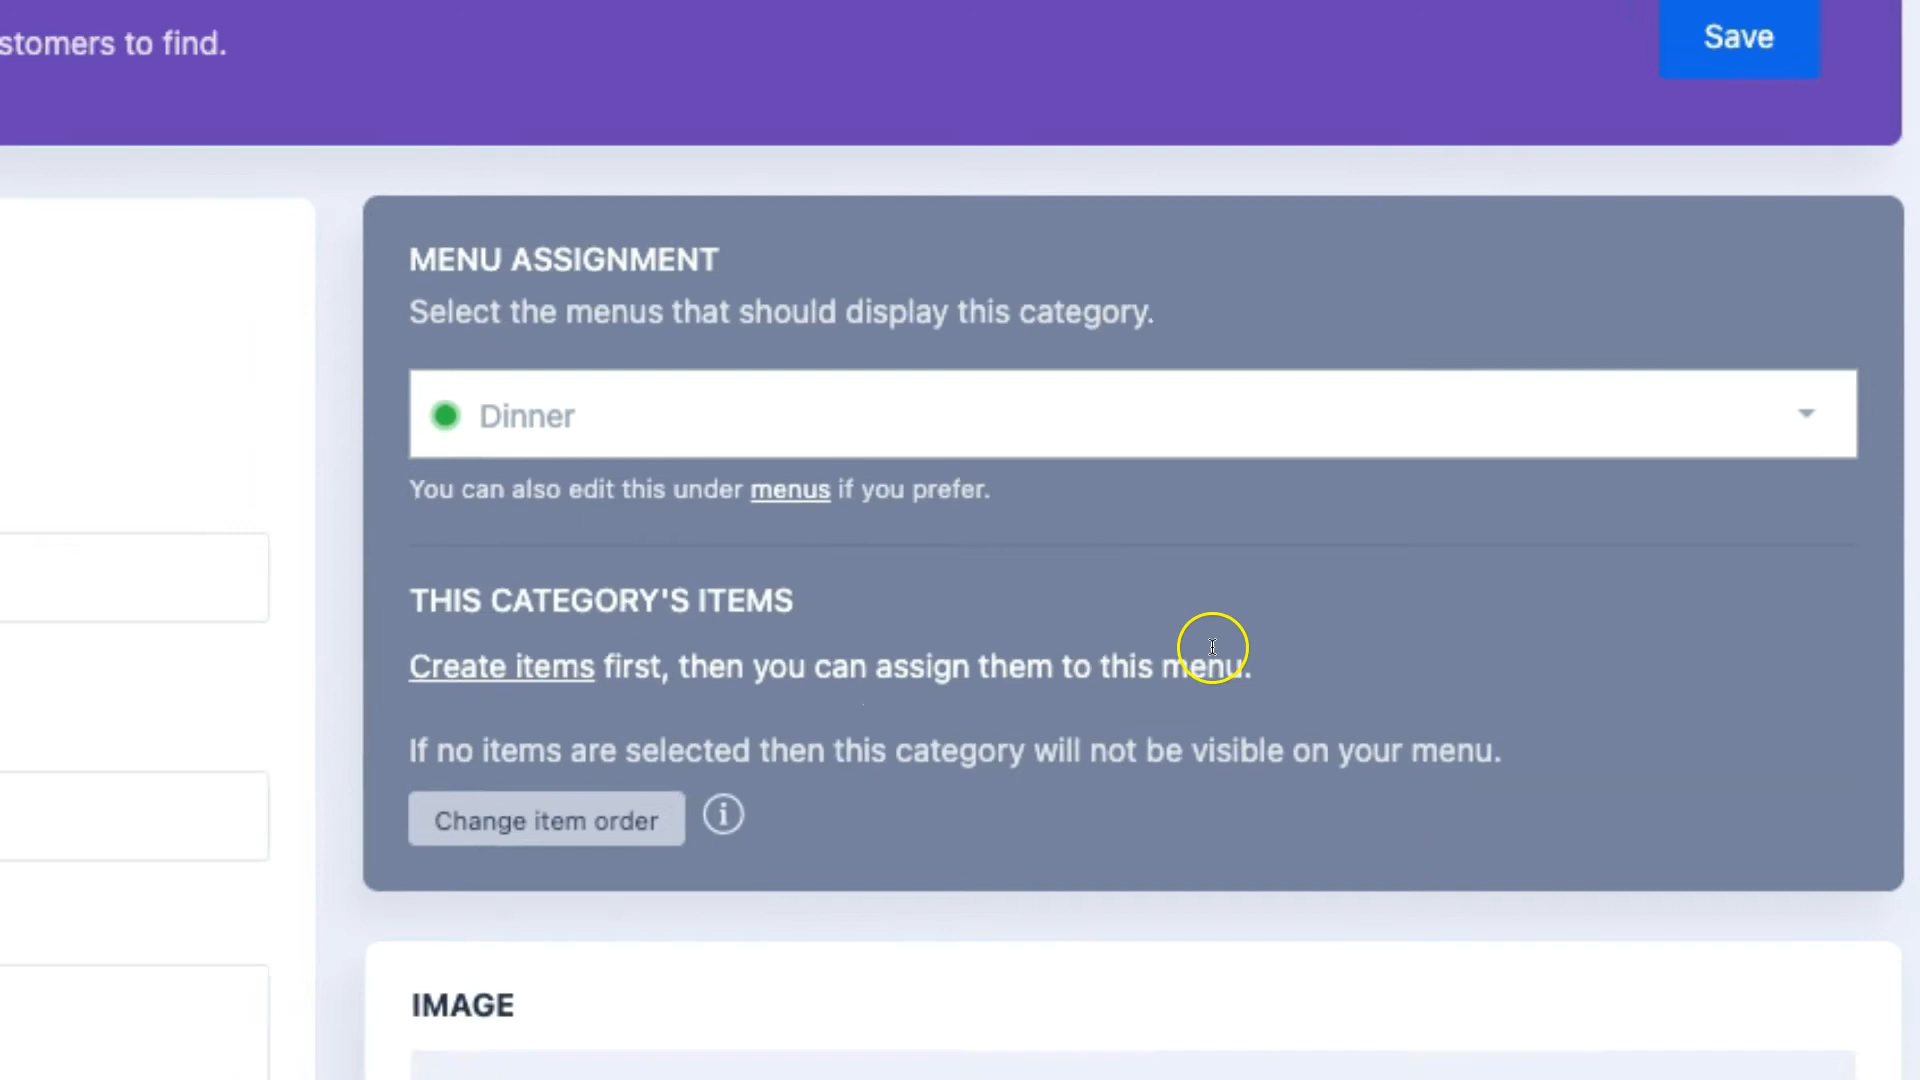 stomers to find.
Save
MENU ASSIGNMENT
Select the menus that should display this category.
Dinner
You can also edit this under menus if you prefer.
THIS CATEGORY'S ITEMS
Create items first, then you can assign them to this menu.
If no items are selected then this category will not be visible on your menu.
Change item order
IMAGE